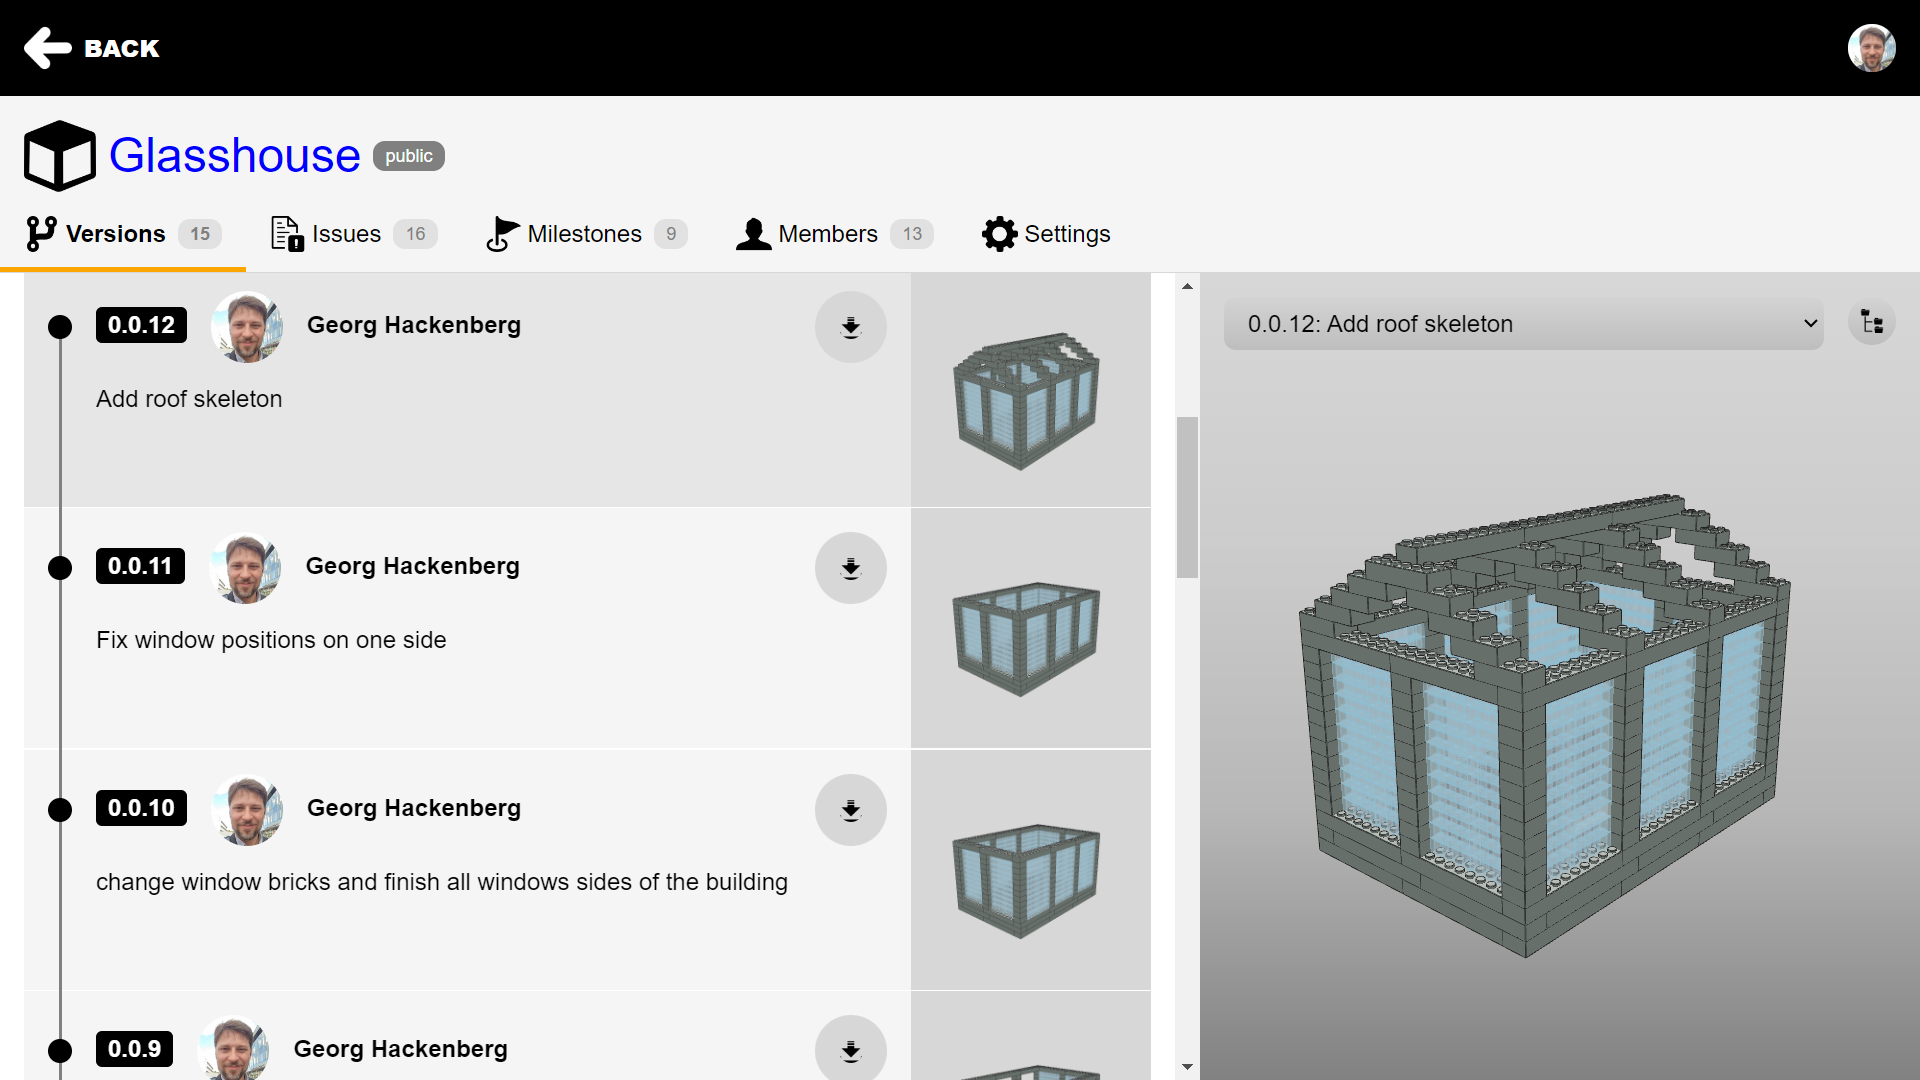 BACK
Glasshouse public
Versions 15 Issues 16 Milestones 9 Members 13 Settings
0.0.12 Georg Hackenberg
Add roof skeleton
0.0.12: Add roof skeleton
0.0.11 Georg Hackenberg
Fix window positions on one side
0.0.10 Georg Hackenberg
change window bricks and finish all windows sides of the building
0.0.9 Georg Hackenberg